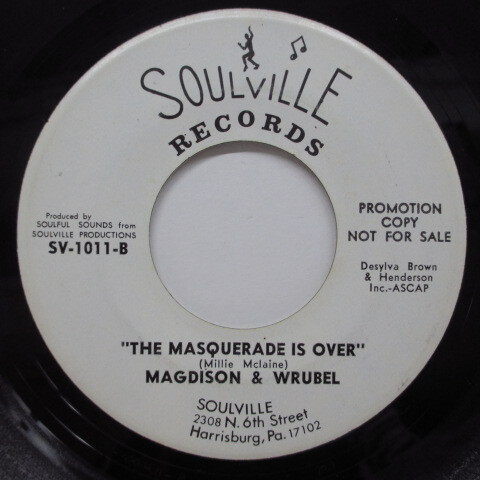 SOULVILLE
RECORDS
Produced by
SOULFUL SOUNDS from
SOULVILLE PRODUCTIONS
SV-1011-B
PROMOTION
COPY
NOT FOR SALE
Desylva Brown
& Henderson
Inc.-ASCAP
"THE MASQUERADE IS OVER"
(Millie Mclaine)
MAGDISON & WRUBEL
SOULVILLE
2308 N. 6th Street
Harrisburg, Pa. 17102